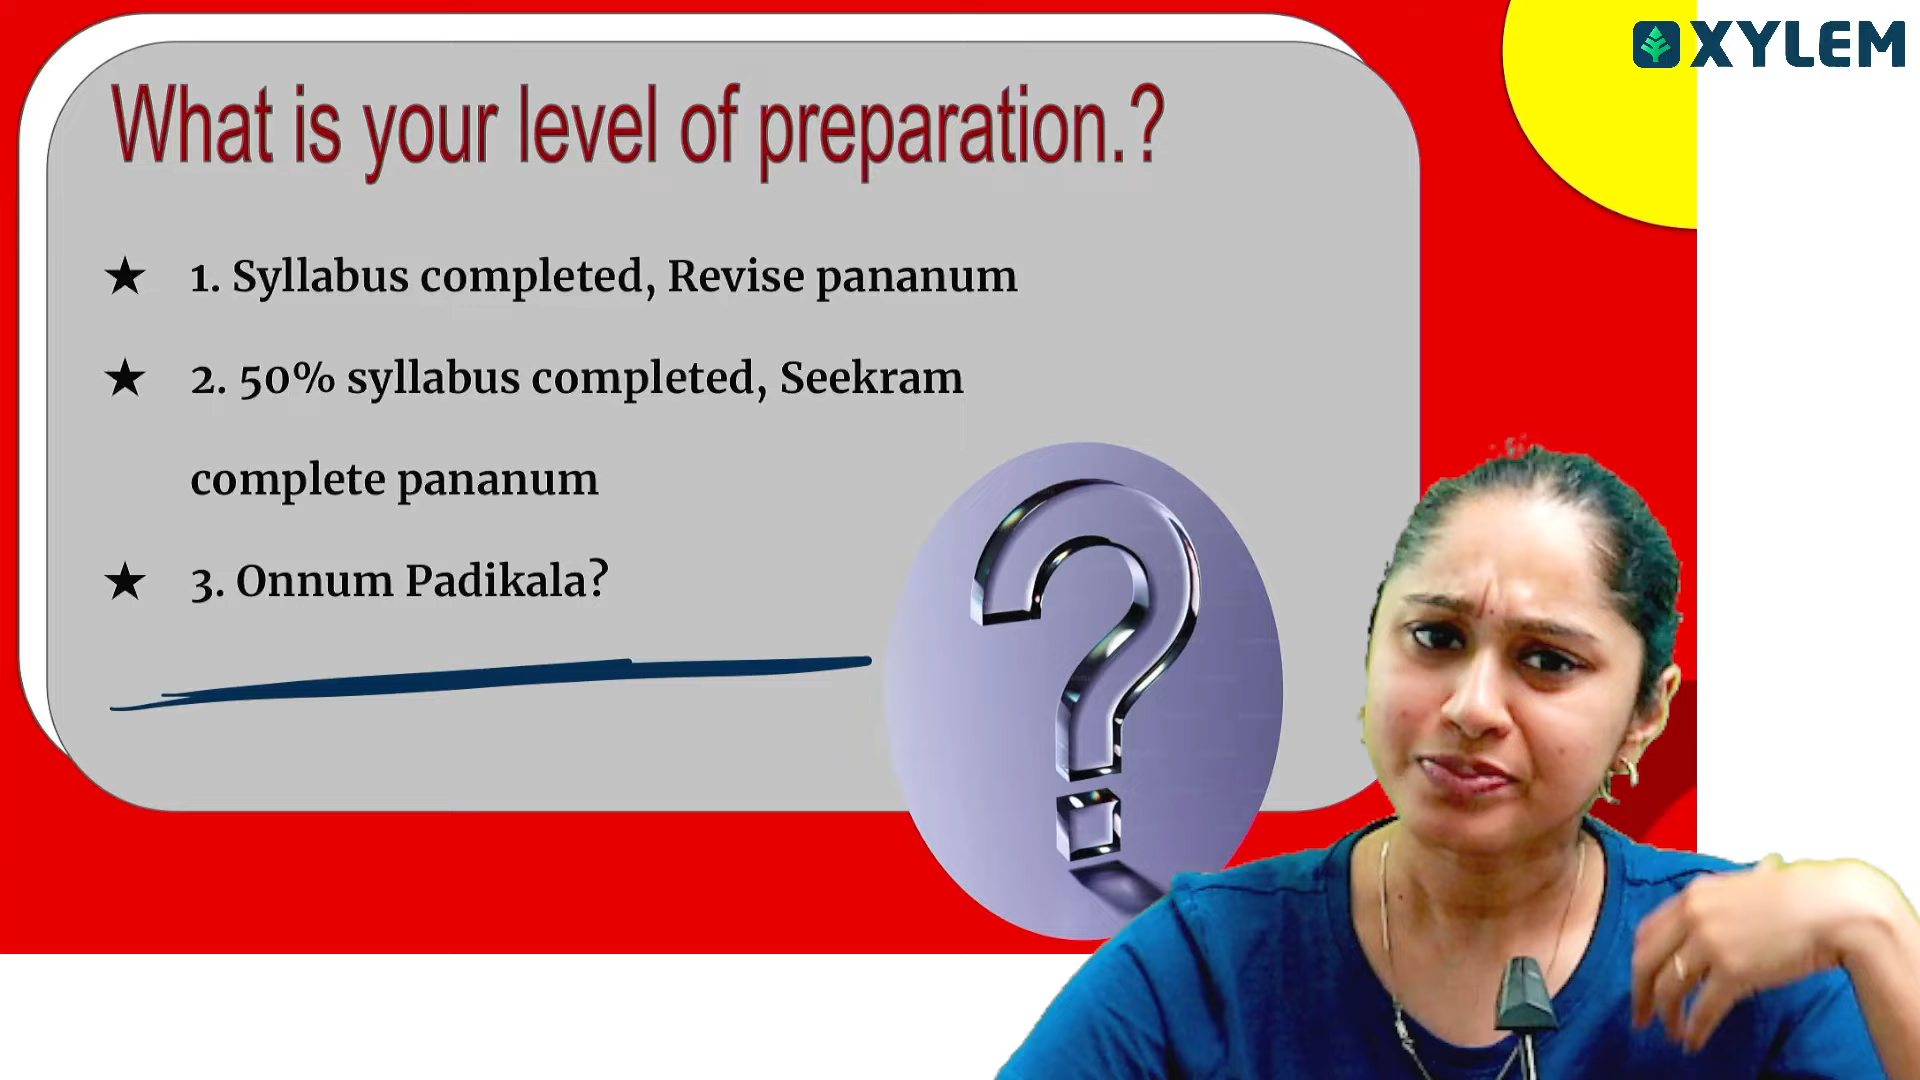 XYLEM
What is your level of preparation.?
★ 1. Syllabus completed, Revise pananum
★ 2. 50% syllabus completed, Seekram
complete pananum
★ 3. Onnum Padikala?